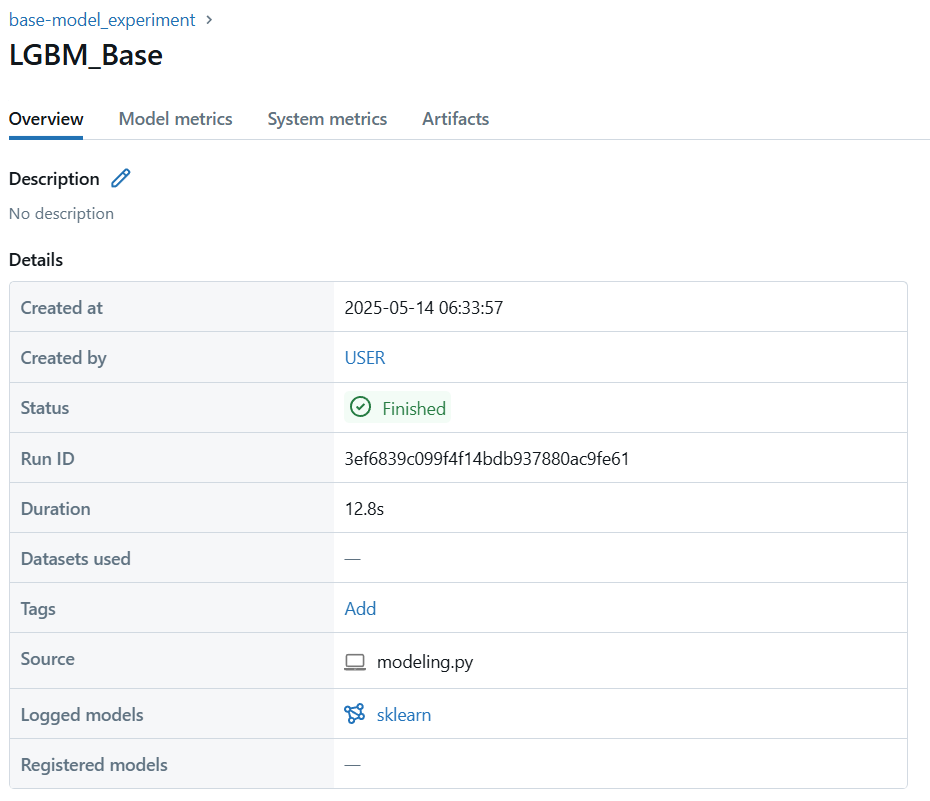 base-model_experiment >
LGBM_Base
Overview Model metrics System metrics Artifacts
Description
No description
Details
Created at 2025-05-14 06:33:57
Created by USER
Status Finished
Run ID 3ef6839c099f4f14bdb937880ac9fe61
Duration 12.8s
Datasets used —
Tags Add
Source modeling.py
Logged models sklearn
Registered models —